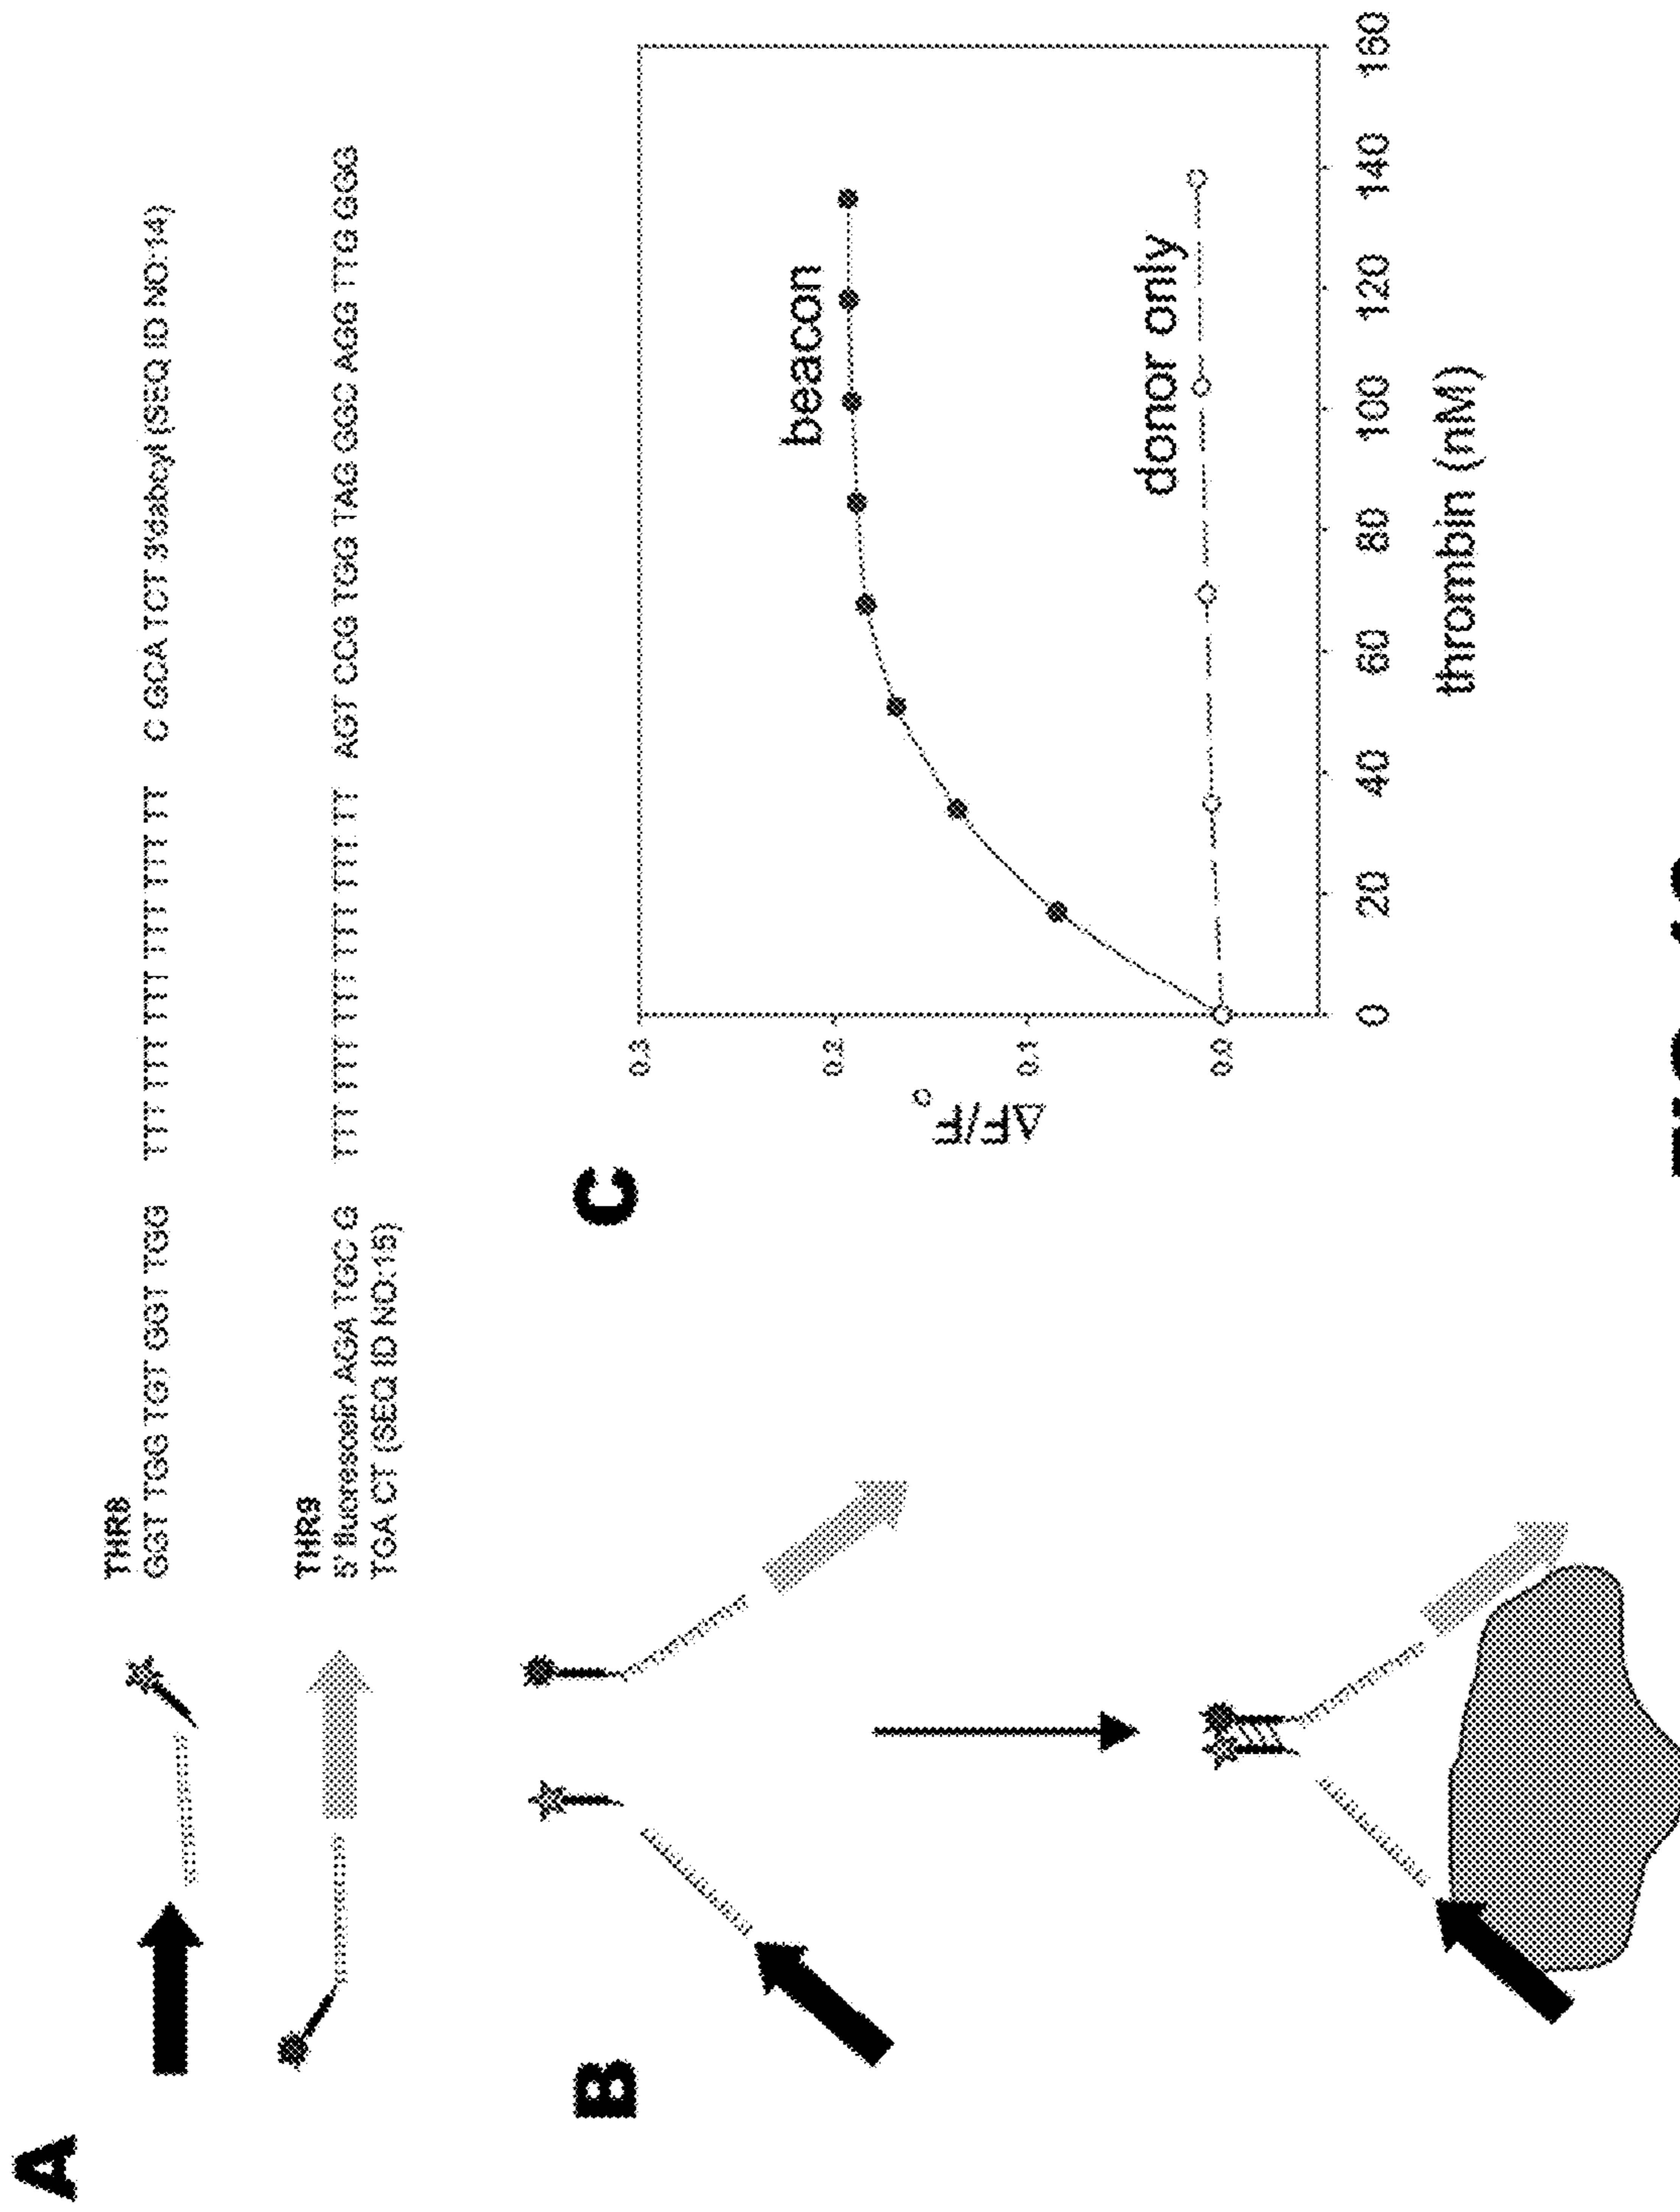 A
THR8
GGT TGG TGT GGT TGG TTT TTT TTT TTT TTT TT C GCA TCT 3'dabcyl (SEQ ID NO:14)
THR9
5' fluorescein AGA TGC G TTT TTT TTT TTT TTT TT AGT CCG TGG TAG GGC AGG TTG GGG
TGA CT (SEQ ID NO:15)
B
C
ΔF/F₀
0.3
0.2
0.1
0.0
beacon
donor only
0 20 40 60 80 100 120 140 160
thrombin (nM)